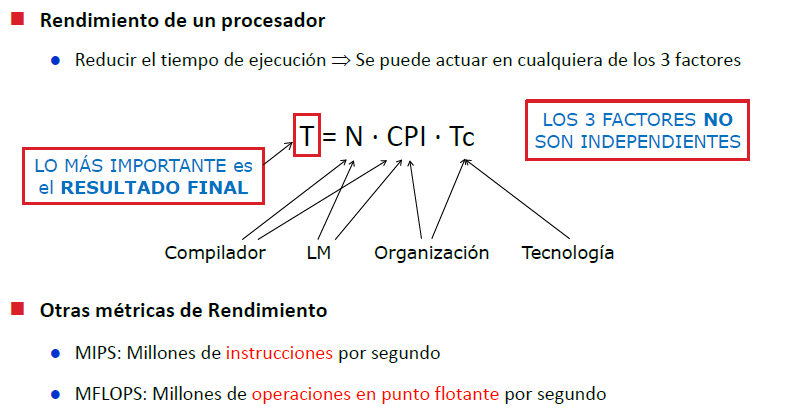 Rendimiento de un procesador
Reducir el tiempo de ejecución ⇒ Se puede actuar en cualquiera de los 3 factores
T = N · CPI · Tc
LOS 3 FACTORES NO
SON INDEPENDIENTES
LO MÁS IMPORTANTE es
el RESULTADO FINAL
Compilador LM Organización Tecnología
Otras métricas de Rendimiento
MIPS: Millones de instrucciones por segundo
MFLOPS: Millones de operaciones en punto flotante por segundo